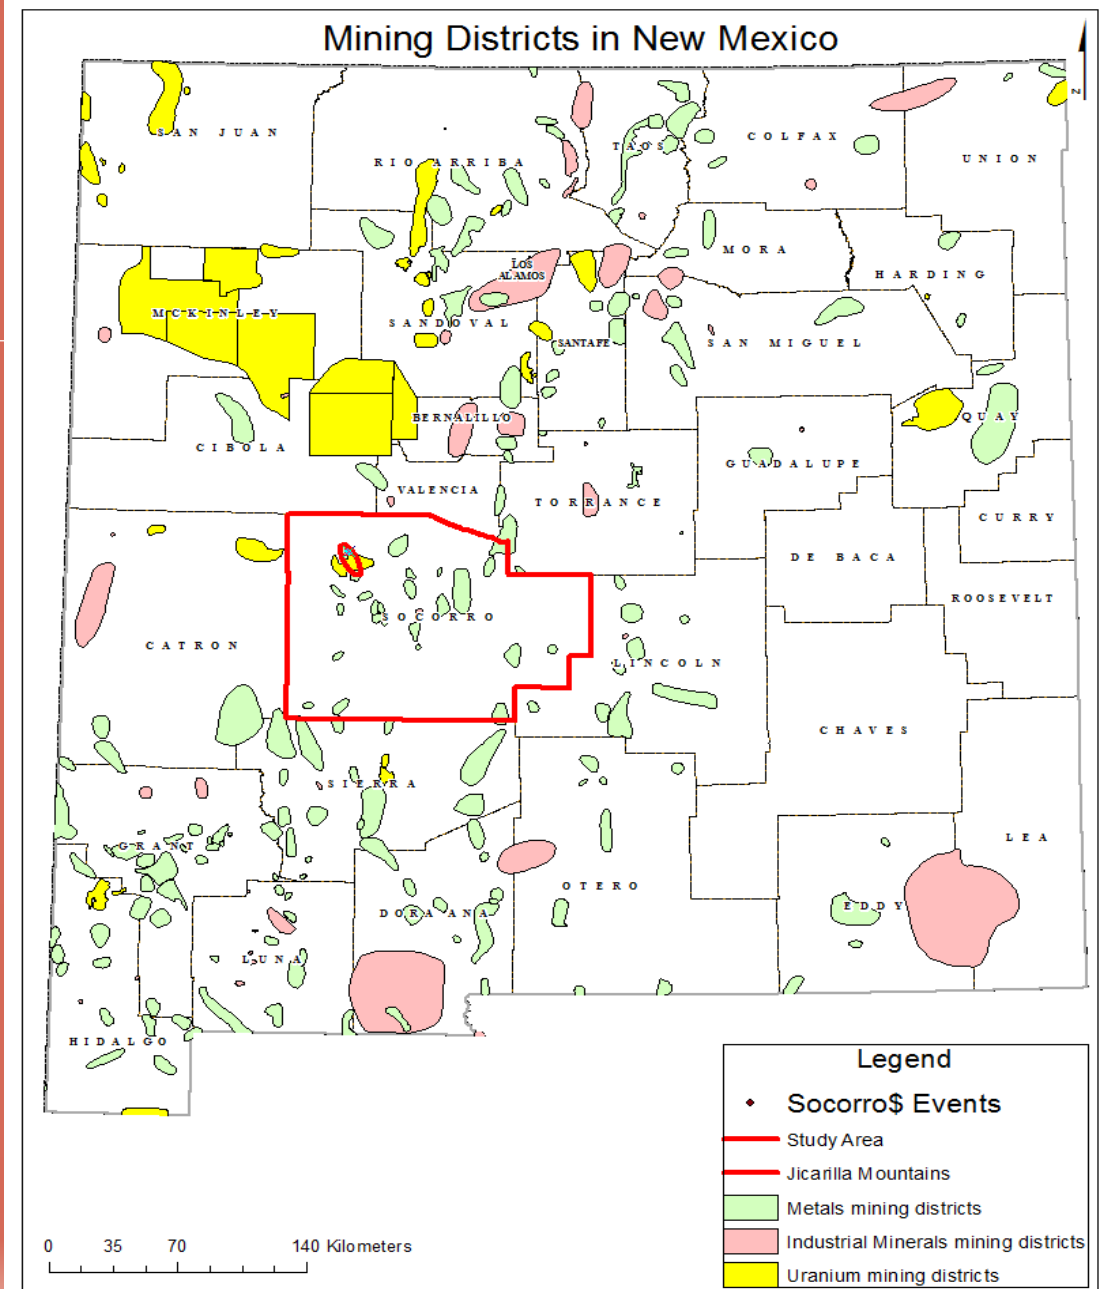 Mining Districts in New Mexico
N
SAN JUAN
RIO ARRIBA
TAOS
COLFAX
UNION
LOS
ALAMOS
MORA
HARDING
MCKINLEY
SANDOVAL
SANTA FE
SAN MIGUEL
BERNALILLO
QUAY
CIBOLA
GUADALUPE
VALENCIA
TORRANCE
CURRY
DE BACA
ROOSEVELT
SOCORRO
CATRON
LINCOLN
CHAVES
SIERRA
LEA
GRANT
OTERO
EDDY
DORA ANA
LUNA
HIDALGO
Legend
Socorro$ Events
Study Area
Jicarilla Mountains
Metals mining districts
Industrial Minerals mining districts
Uranium mining districts
0 35 70 140 Kilometers